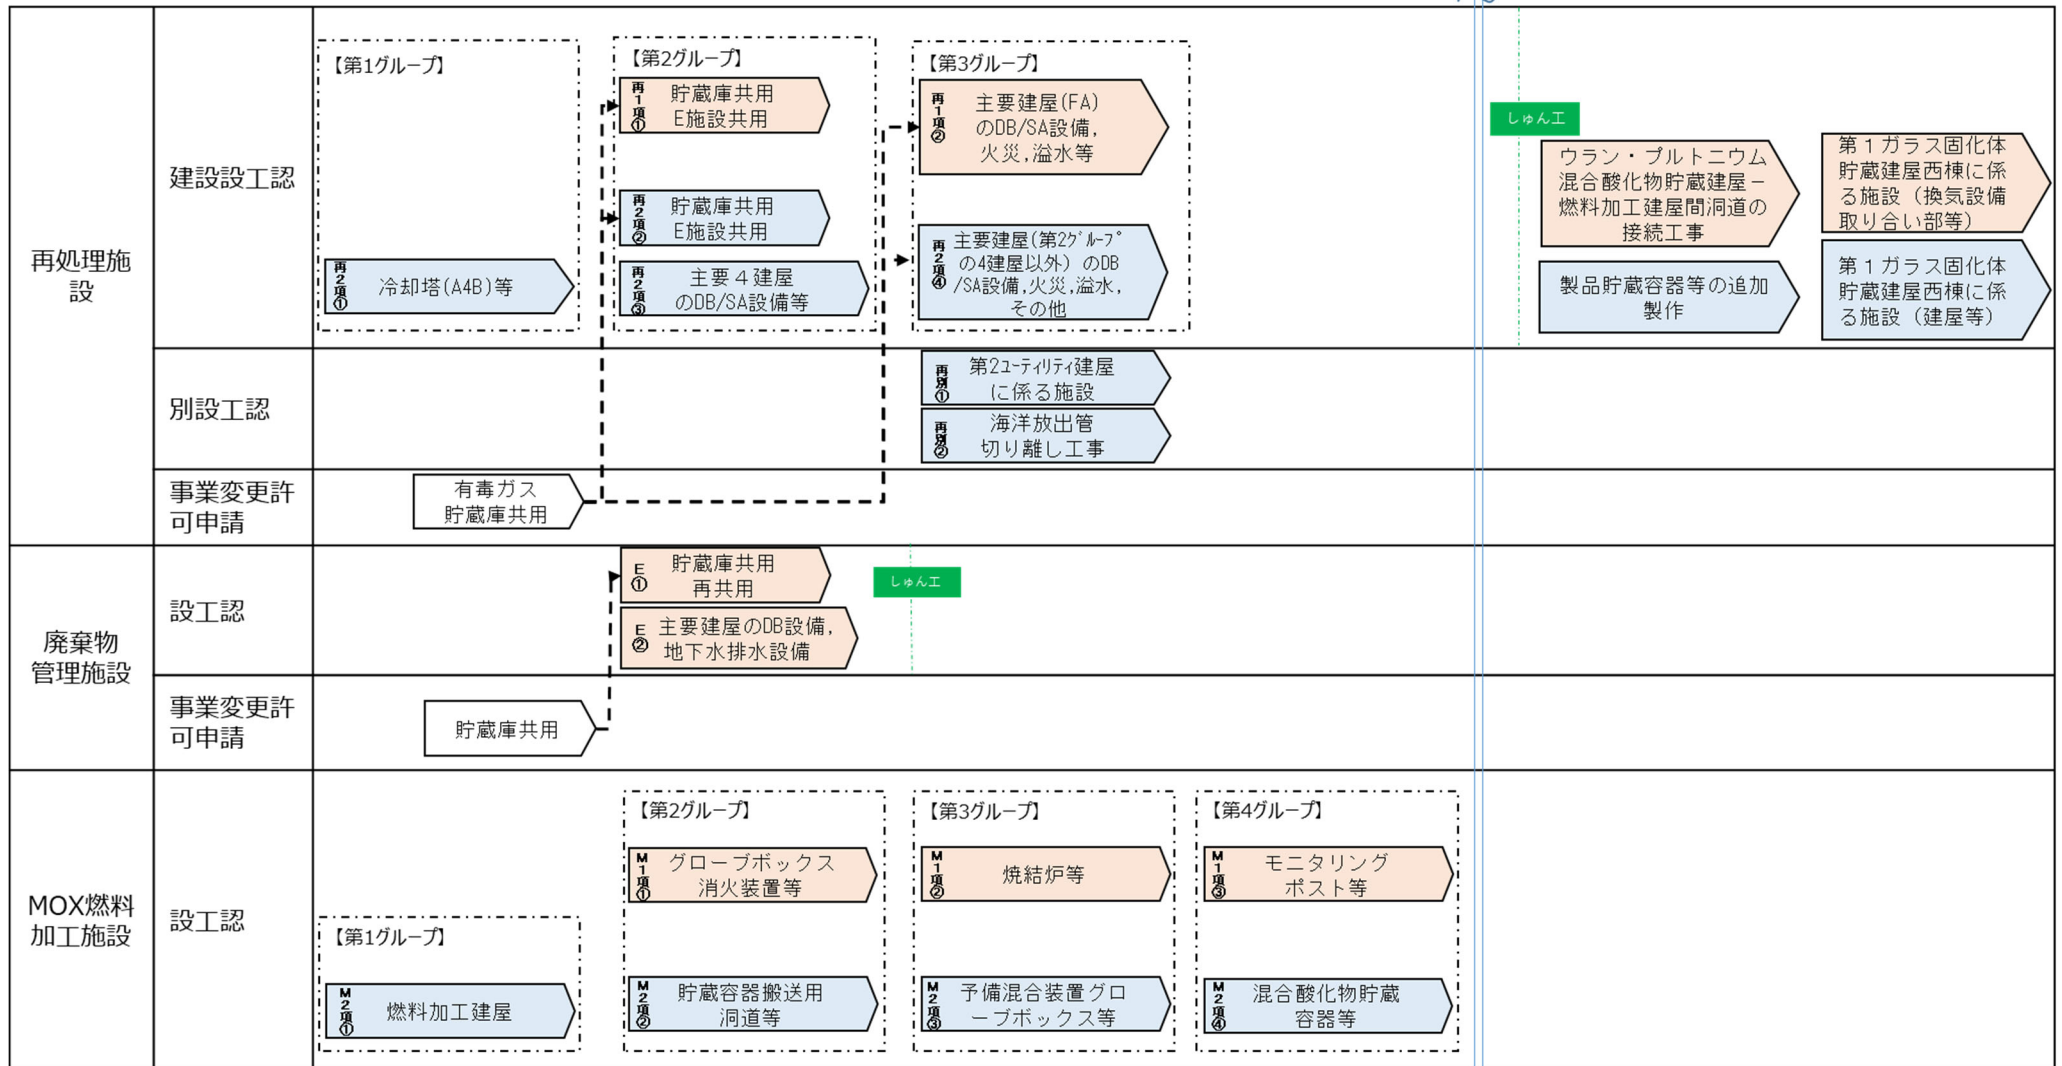 再処理施
設
建設設工認
【第1グループ】
再2項①
冷却塔(A4B)等
【第2グループ】
再1項①
貯蔵庫共用
E施設共用
再2項②
貯蔵庫共用
E施設共用
再2項③
主要４建屋
のDB/SA設備等
【第3グループ】
再1項②
主要建屋(FA)
のDB/SA設備,
火災,溢水等
再2項④
主要建屋(第2グループ
の4建屋以外) のDB
/SA設備,火災,溢水,
その他
しゅん工
ウラン・プルトニウム
混合酸化物貯蔵建屋－
燃料加工建屋間洞道の
接続工事
製品貯蔵容器等の追加
製作
第１ガラス固化体
貯蔵建屋西棟に係
る施設（換気設備
取り合い部等）
第１ガラス固化体
貯蔵建屋西棟に係
る施設（建屋等）
別設工認
再別①
第2ユーティリティ建屋
に係る施設
再別②
海洋放出管
切り離し工事
事業変更許
可申請
有毒ガス
貯蔵庫共用
廃棄物
管理施設
設工認
E①
貯蔵庫共用
再共用
E②
主要建屋のDB設備,
地下水排水設備
しゅん工
事業変更許
可申請
貯蔵庫共用
MOX燃料
加工施設
設工認
【第1グループ】
M2項①
燃料加工建屋
【第2グループ】
M1項①
グローブボックス
消火装置等
M2項②
貯蔵容器搬送用
洞道等
【第3グループ】
M1項②
焼結炉等
M2項③
予備混合装置グロ
ーブボックス等
【第4グループ】
M1項③
モニタリング
ポスト等
M2項④
混合酸化物貯蔵
容器等